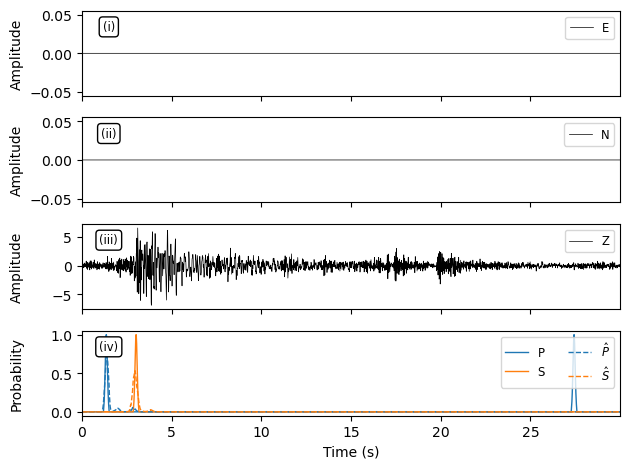 0.05
(i)
E
Amplitude
0.00
−0.05
0.05
(ii)
N
Amplitude
0.00
−0.05
5
(iii)
Z
Amplitude
0
−5
1.0
(iv)
P
P̂
S
Ŝ
Probability
0.5
0.0
0 5 10 15 20 25
Time (s)